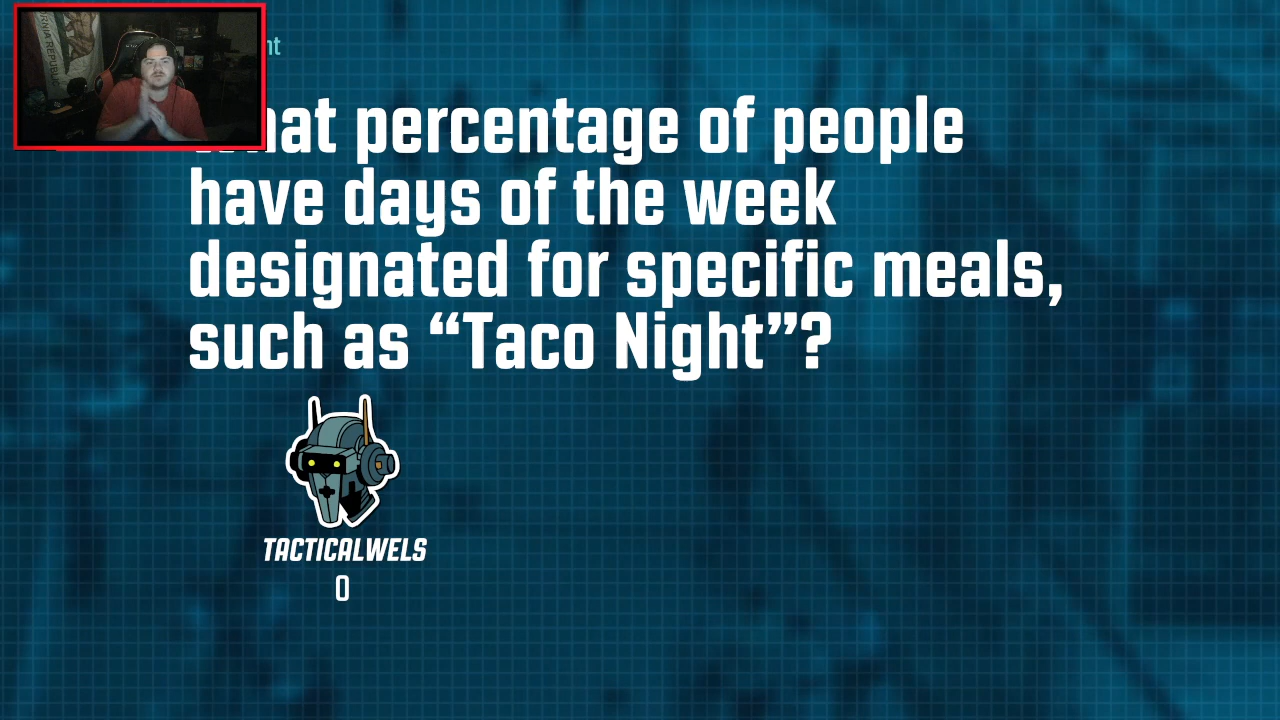 nt
hat percentage of people
have days of the week
designated for specific meals,
such as “Taco Night”?
TACTICALWELS
0